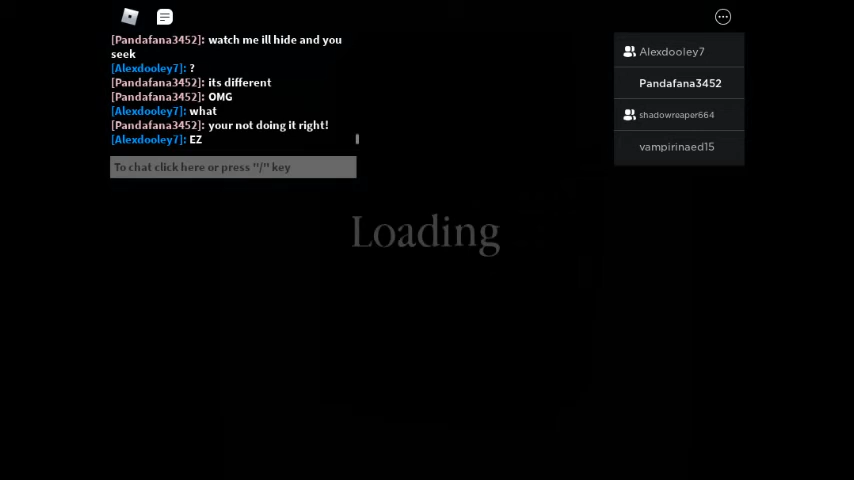 [Pandafana3452]: watch me ill hide and you
seek
[Alexdooley7]: ?
[Pandafana3452]: its different
[Pandafana3452]: OMG
[Alexdooley7]: what
[Pandafana3452]: your not doing it right!
[Alexdooley7]: EZ
To chat click here or press "/" key
Alexdooley7
Pandafana3452
shadowreaper664
vampirinaed15
Loading